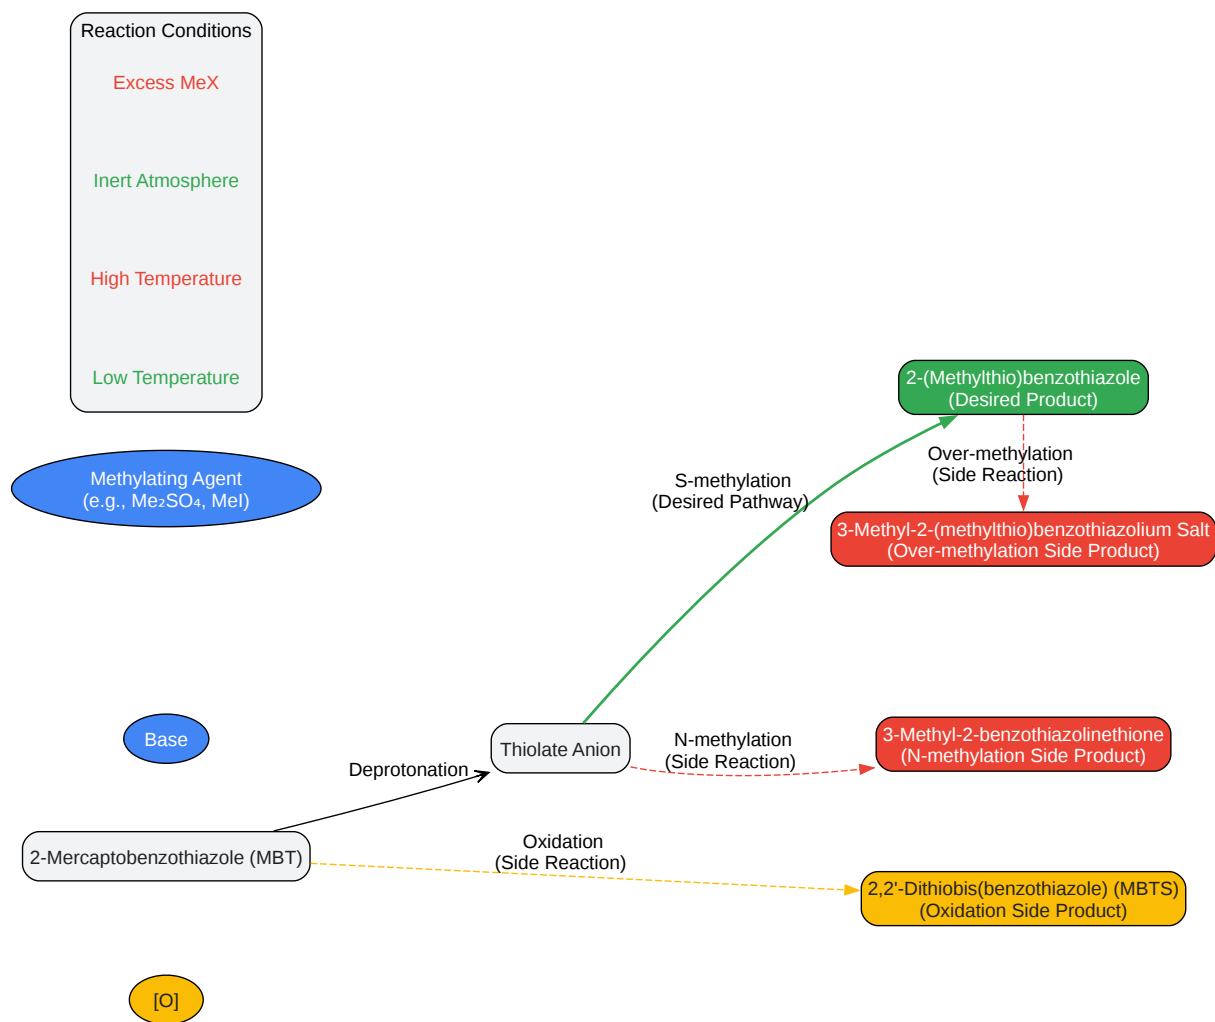 Reaction Conditions
Excess MeX
Inert Atmosphere
High Temperature
Low Temperature
Methylating Agent
(e.g., Me₂SO₄, MeI)
Base
2-Mercaptobenzothiazole (MBT)
[O]
Deprotonation
Thiolate Anion
S-methylation
(Desired Pathway)
N-methylation
(Side Reaction)
Oxidation
(Side Reaction)
2-(Methylthio)benzothiazole
(Desired Product)
Over-methylation
(Side Reaction)
3-Methyl-2-(methylthio)benzothiazolium Salt
(Over-methylation Side Product)
3-Methyl-2-benzothiazolinethione
(N-methylation Side Product)
2,2'-Dithiobis(benzothiazole) (MBTS)
(Oxidation Side Product)